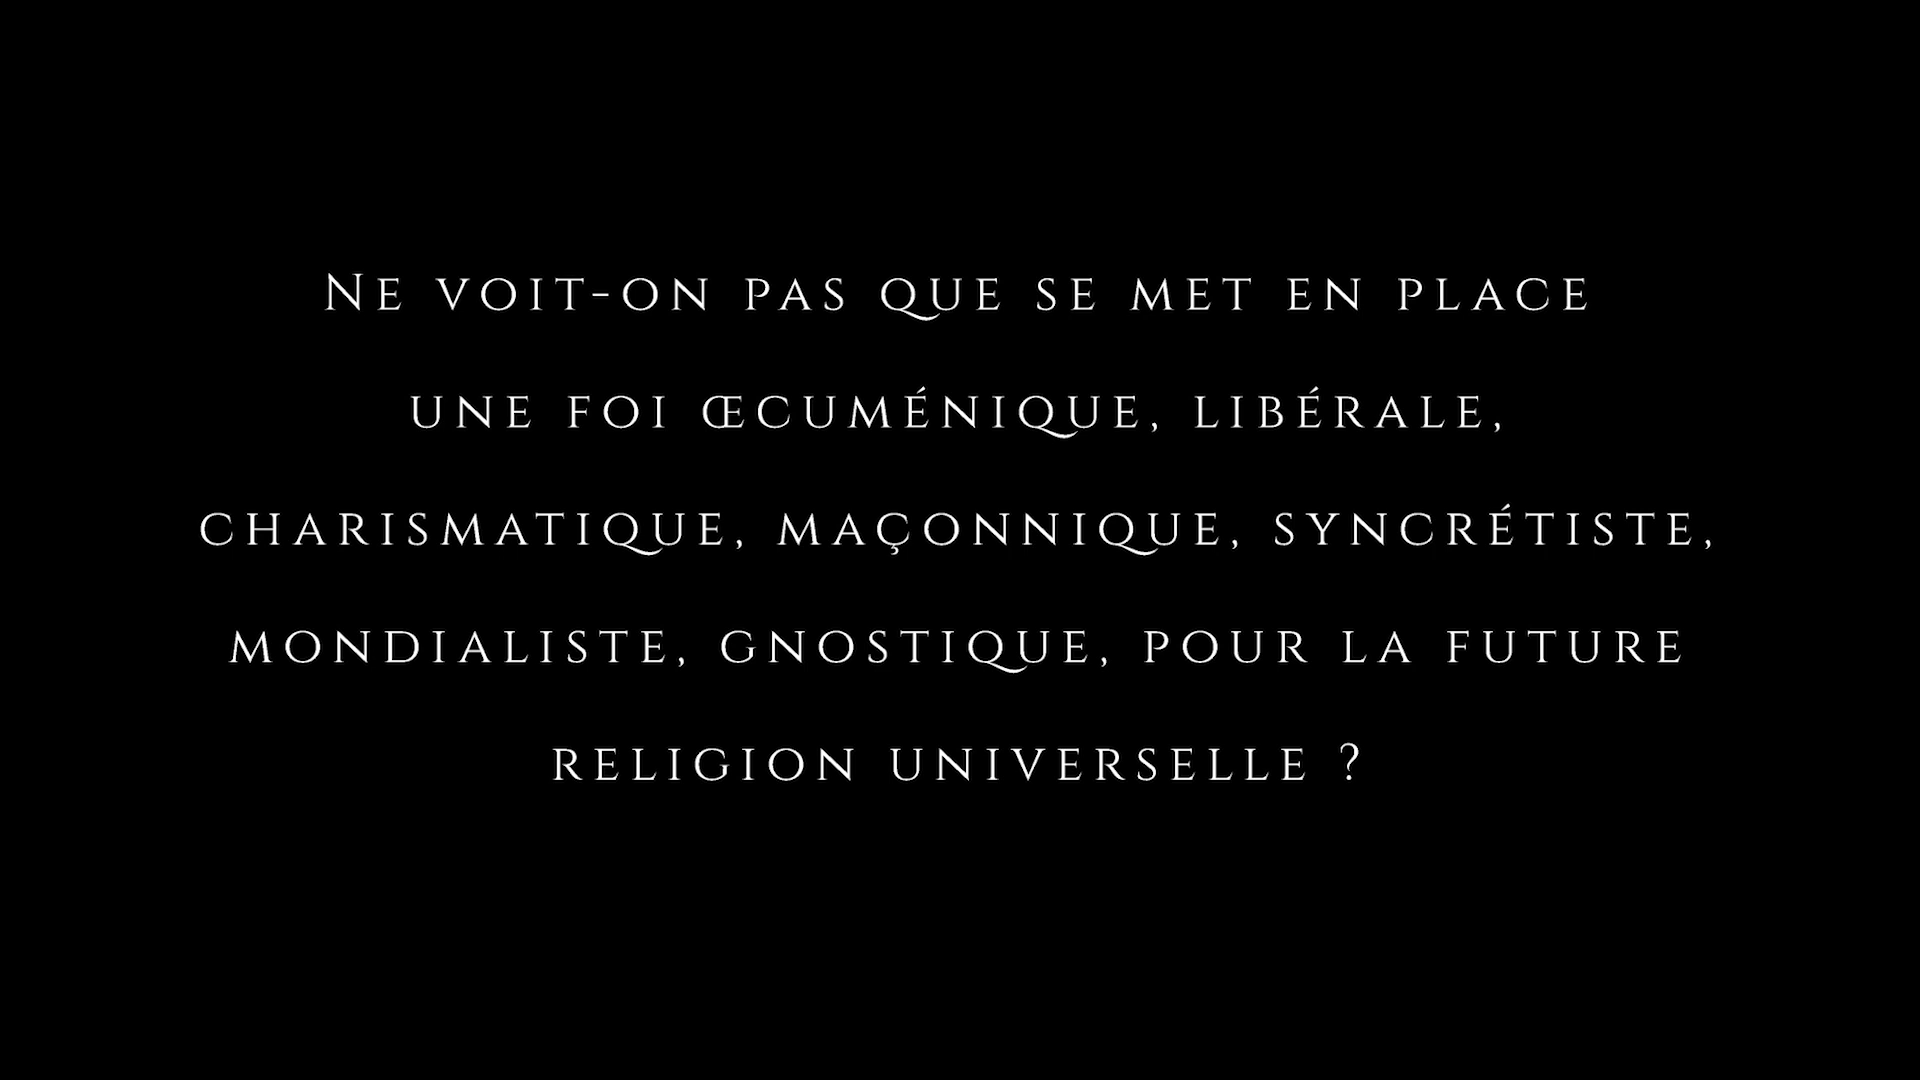 Ne voit-on pas que se met en place
une foi œcuménique, libérale,
charismatique, maçonnique, syncrétiste,
mondialiste, gnostique, pour la future
religion universelle ?